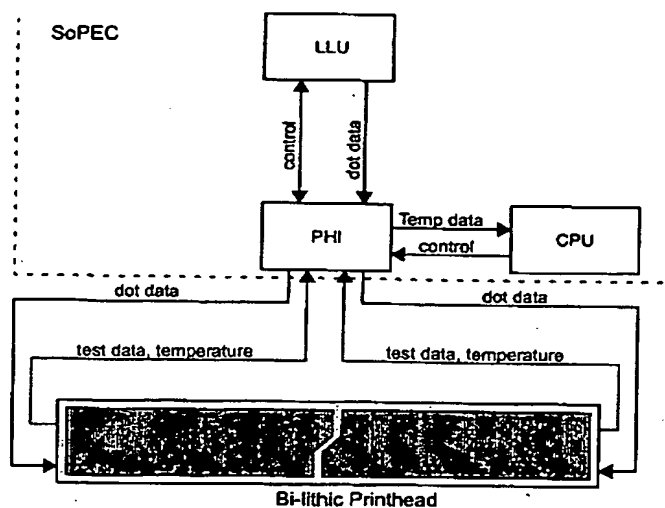 SoPEC
LLU
control
dot data
PHI
Temp data
control
CPU
dot data
dot data
test data, temperature
test data, temperature
Bi-lithic Printhead